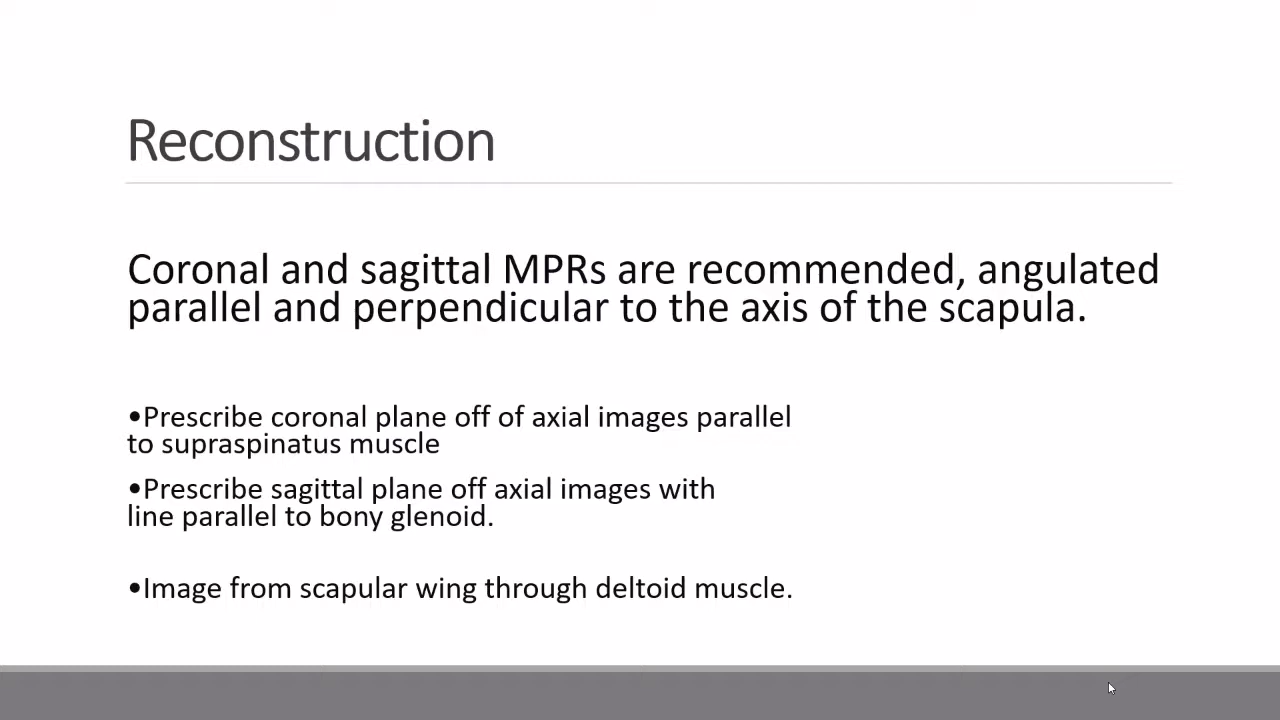 Reconstruction
Coronal and sagittal MPRs are recommended, angulated
parallel and perpendicular to the axis of the scapula.
•Prescribe coronal plane off of axial images parallel
to supraspinatus muscle
•Prescribe sagittal plane off axial images with
line parallel to bony glenoid.
•Image from scapular wing through deltoid muscle.